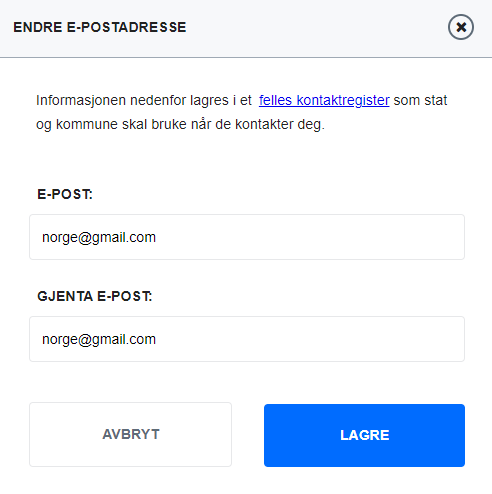 ENDRE E-POSTADRESSE
Informasjonen nedenfor lagres i et felles kontaktregister som stat
og kommune skal bruke når de kontakter deg.
E-POST:
norge@gmail.com
GJENTA E-POST:
norge@gmail.com
AVBRYT
LAGRE